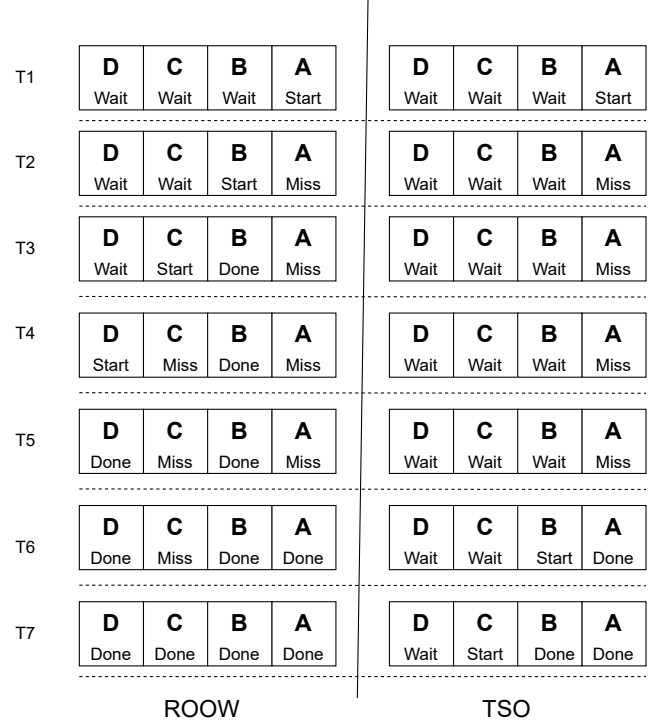 T1 D C B A D C B A
Wait Wait Wait Start Wait Wait Wait Start
T2 D C B A D C B A
Wait Wait Start Miss Wait Wait Wait Miss
T3 D C B A D C B A
Wait Start Done Miss Wait Wait Wait Miss
T4 D C B A D C B A
Start Miss Done Miss Wait Wait Wait Miss
T5 D C B A D C B A
Done Miss Done Miss Wait Wait Wait Miss
T6 D C B A D C B A
Done Miss Done Done Wait Wait Start Done
T7 D C B A D C B A
Done Done Done Done Wait Start Done Done
ROOW TSO